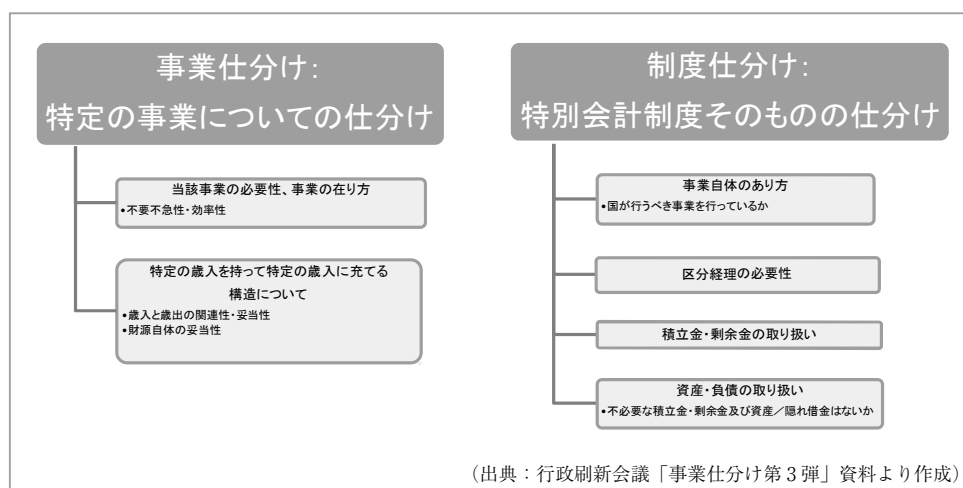 事業仕分け:
特定の事業についての仕分け
当該事業の必要性、事業の在り方
•不要不急性・効率性
特定の歳入を持って特定の歳入に充てる
構造について
•歳入と歳出の関連性・妥当性
•財源自体の妥当性
制度仕分け:
特別会計制度そのものの仕分け
事業自体のあり方
•国が行うべき事業を行っているか
区分経理の必要性
積立金・剰余金の取り扱い
資産・負債の取り扱い
•不必要な積立金・剰余金及び資産／隠れ借金はないか
（出典：行政刷新会議「事業仕分け第３弾」資料より作成）